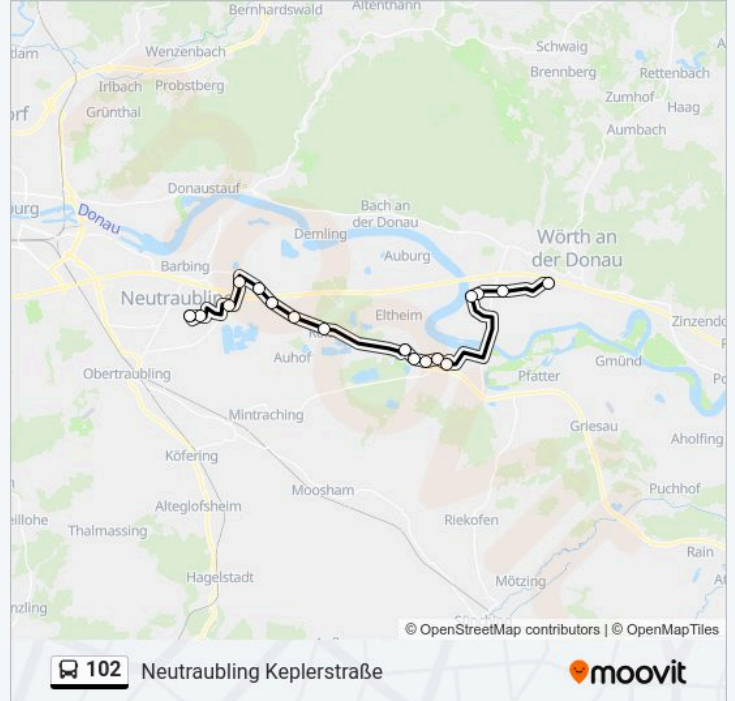 Bernhardswald
Altenthann
Wenzenbach
Schwaig
Brennberg
Rettenbach
Irlbach
Probstberg
Zumhof
Haag
Grünthal
Aumbach
Donaustauf
Bach an
der Donau
Donau
Demling
Wörth an
der Donau
Auburg
Barbing
Neutraubling
Eltheim
Zinzendo
Auhof
Gmünd
Obertraubling
Pfatter
Mintraching
Griesau
Aholfing
Köfering
Moosham
Puchhof
Alteglofsheim
Riekofen
Thalmassing
Rain
Hagelstadt
Mötzing
© OpenStreetMap contributors | © OpenMapTiles
102 Neutraubling Keplerstraße
moovit